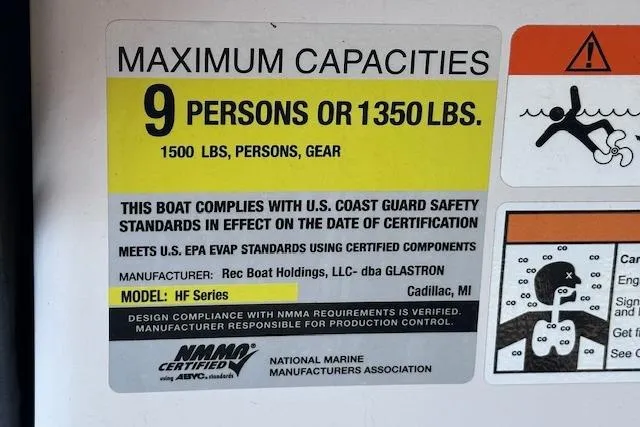 MAXIMUM CAPACITIES
9 PERSONS OR 1350 LBS.
1500 LBS, PERSONS, GEAR
THIS BOAT COMPLIES WITH U.S. COAST GUARD SAFETY
STANDARDS IN EFFECT ON THE DATE OF CERTIFICATION
MEETS U.S. EPA EVAP STANDARDS USING CERTIFIED COMPONENTS
MANUFACTURER: Rec Boat Holdings, LLC- dba GLASTRON
MODEL: HF Series Cadillac, MI
DESIGN COMPLIANCE WITH NMMA REQUIREMENTS IS VERIFIED.
MANUFACTURER RESPONSIBLE FOR PRODUCTION CONTROL.
NMMA
CERTIFIED
using ABYC standards
NATIONAL MARINE
MANUFACTURERS ASSOCIATION
!
co
co co
co co
co co
co co
co co
co co
X
Car
Eng
Sign
and
Get f
See